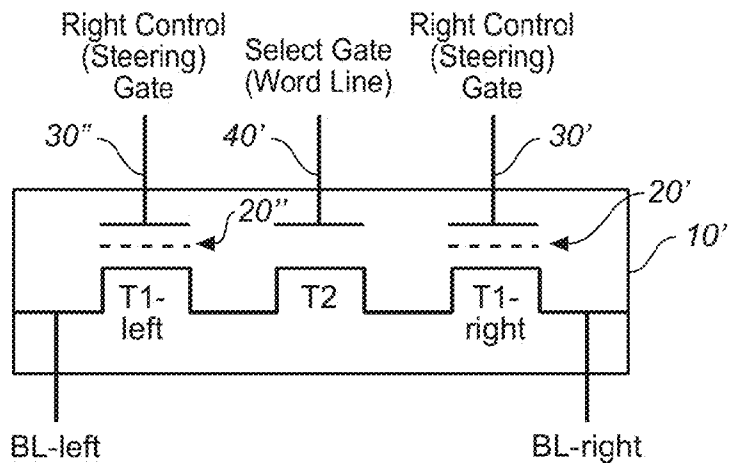 Right Control
(Steering)
Gate
Select Gate
(Word Line)
Right Control
(Steering)
Gate
30"
40'
30'
20"
20'
10'
T1-
left
T2
T1-
right
BL-left
BL-right